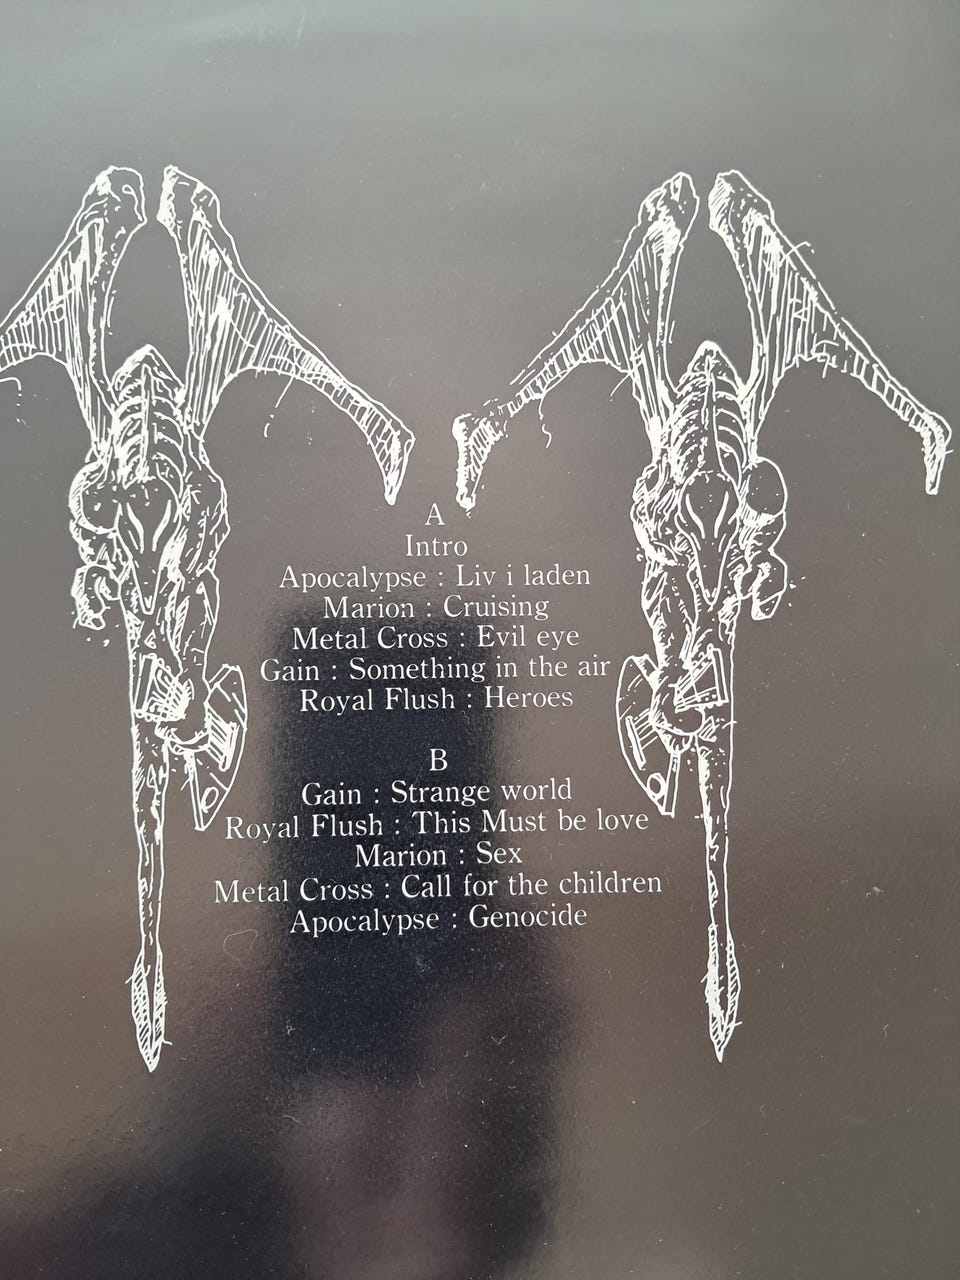 A
Intro
Apocalypse : Liv i laden
Marion : Cruising
Metal Cross : Evil eye
Gain : Something in the air
Royal Flush : Heroes
B
Gain : Strange world
Royal Flush : This Must be love
Marion : Sex
Metal Cross : Call for the children
Apocalypse : Genocide